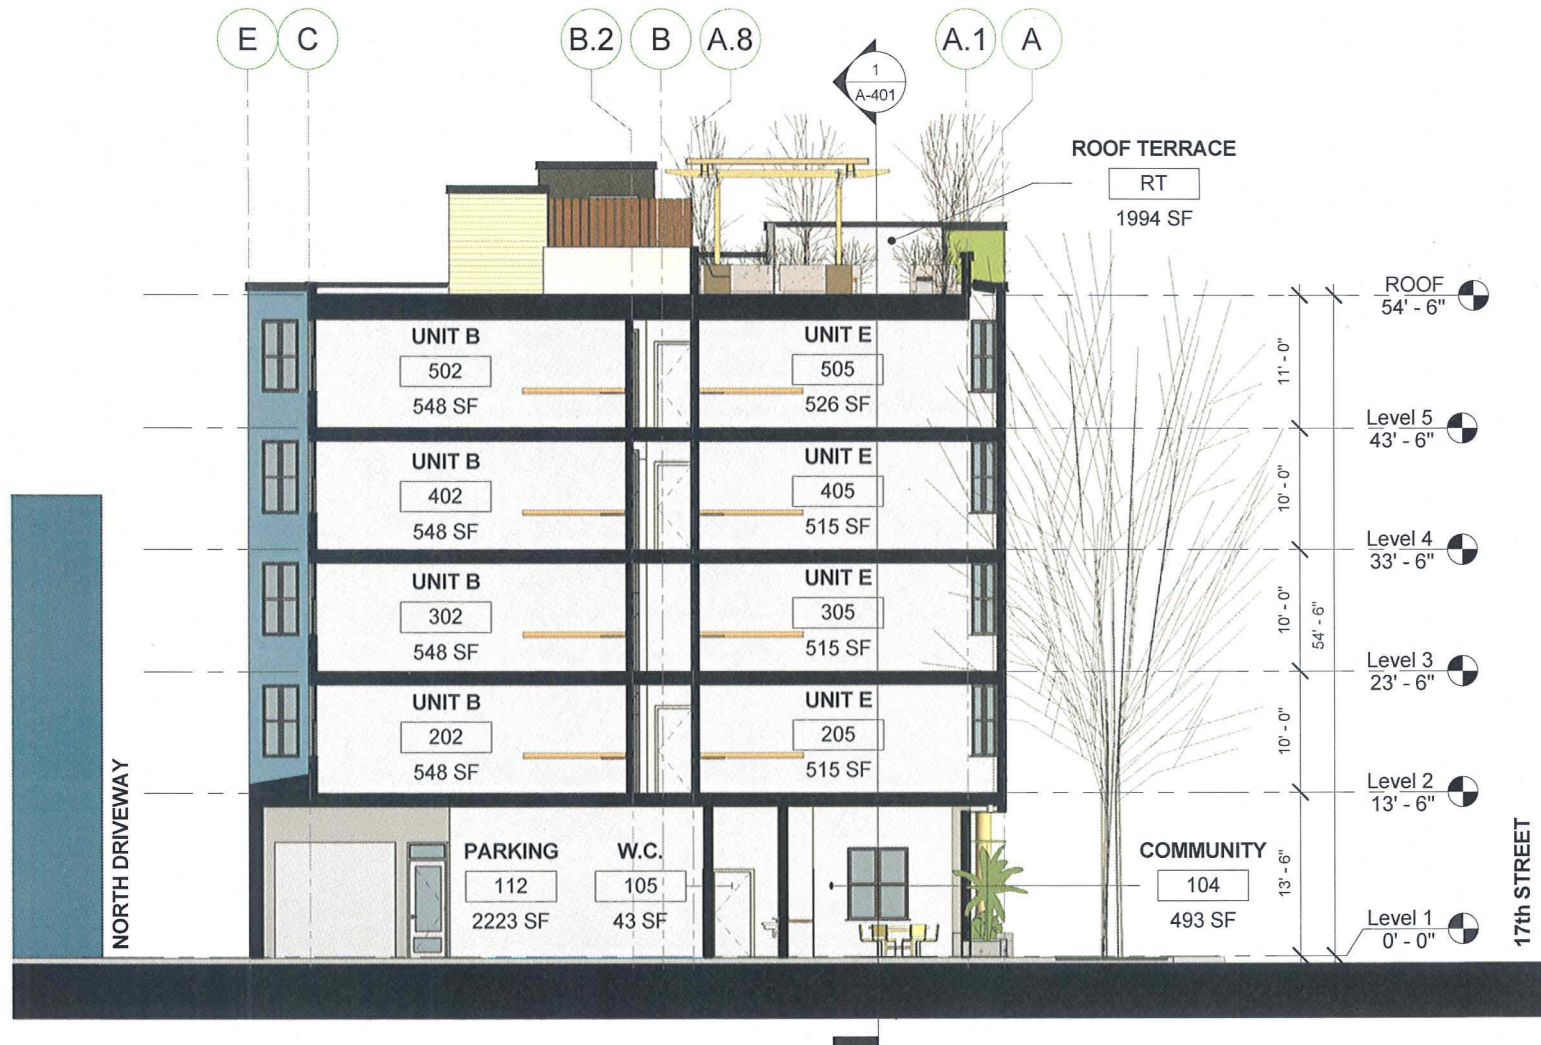 E
C
B.2
B
A.8
A.1
A
1
A-401
ROOF TERRACE
RT
1994 SF
ROOF
54' - 6"
UNIT B
502
548 SF
UNIT E
505
526 SF
11' - 0"
Level 5
43' - 6"
UNIT B
402
548 SF
UNIT E
405
515 SF
10' - 0"
Level 4
33' - 6"
UNIT B
302
548 SF
UNIT E
305
515 SF
10' - 0"
54' - 6"
Level 3
23' - 6"
UNIT B
202
548 SF
UNIT E
205
515 SF
10' - 0"
Level 2
13' - 6"
NORTH DRIVEWAY
PARKING
112
2223 SF
W.C.
105
43 SF
COMMUNITY
104
493 SF
13' - 6"
Level 1
0' - 0"
17th STREET